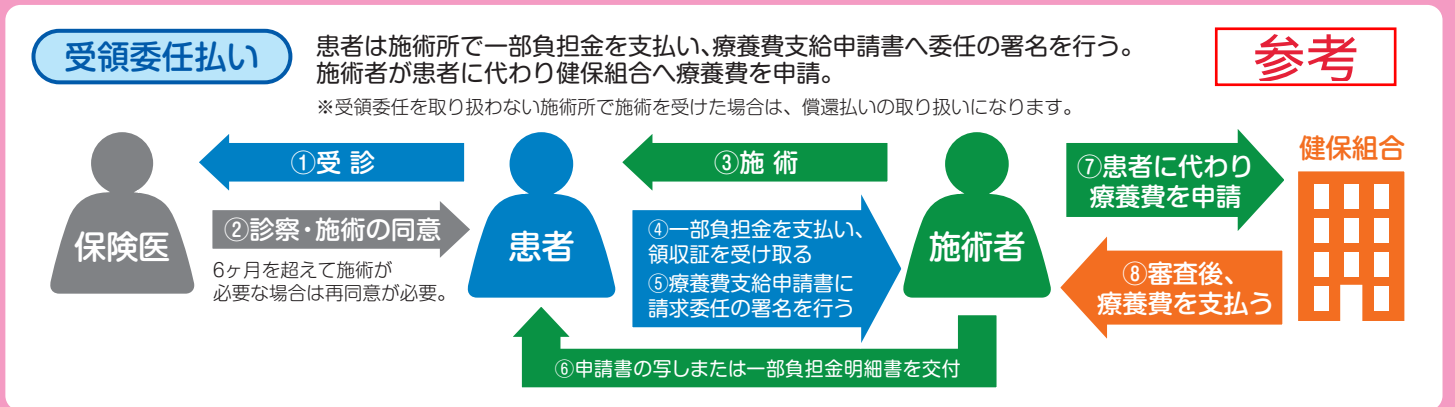 受領委任払い
患者は施術所で一部負担金を支払い、療養費支給申請書へ委任の署名を行う。
施術者が患者に代わり健保組合へ療養費を申請。
※受領委任を取り扱わない施術所で施術を受けた場合は、償還払いの取り扱いになります。
参考
保険医
①受 診
②診察・施術の同意
6ヶ月を超えて施術が
必要な場合は再同意が必要。
患者
③施 術
④一部負担金を支払い、
領収証を受け取る
⑤療養費支給申請書に
請求委任の署名を行う
⑥申請書の写しまたは一部負担金明細書を交付
施術者
⑦患者に代わり
療養費を申請
⑧審査後、
療養費を支払う
健保組合